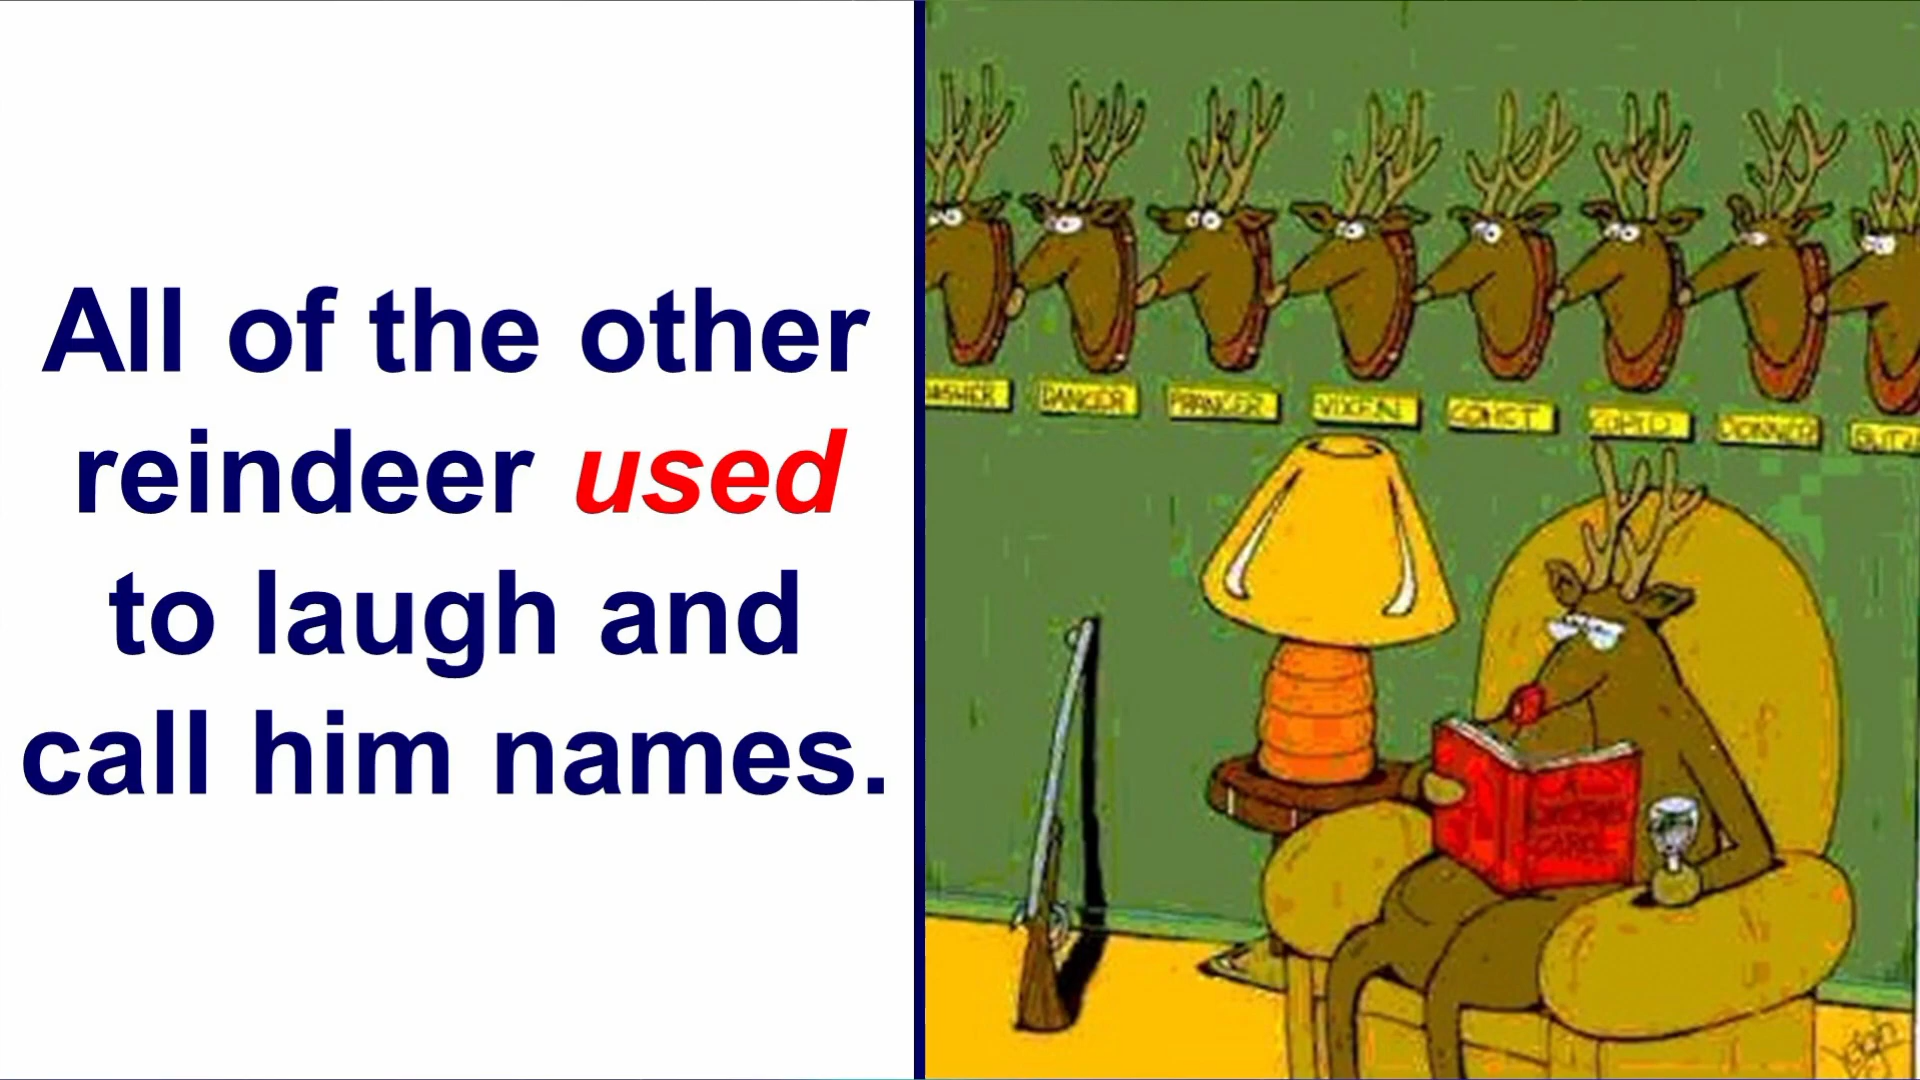 All of the other
reindeer used
to laugh and
call him names.
DANCER
PRANCER
VIXEN
COMET
CUPID
DONNER